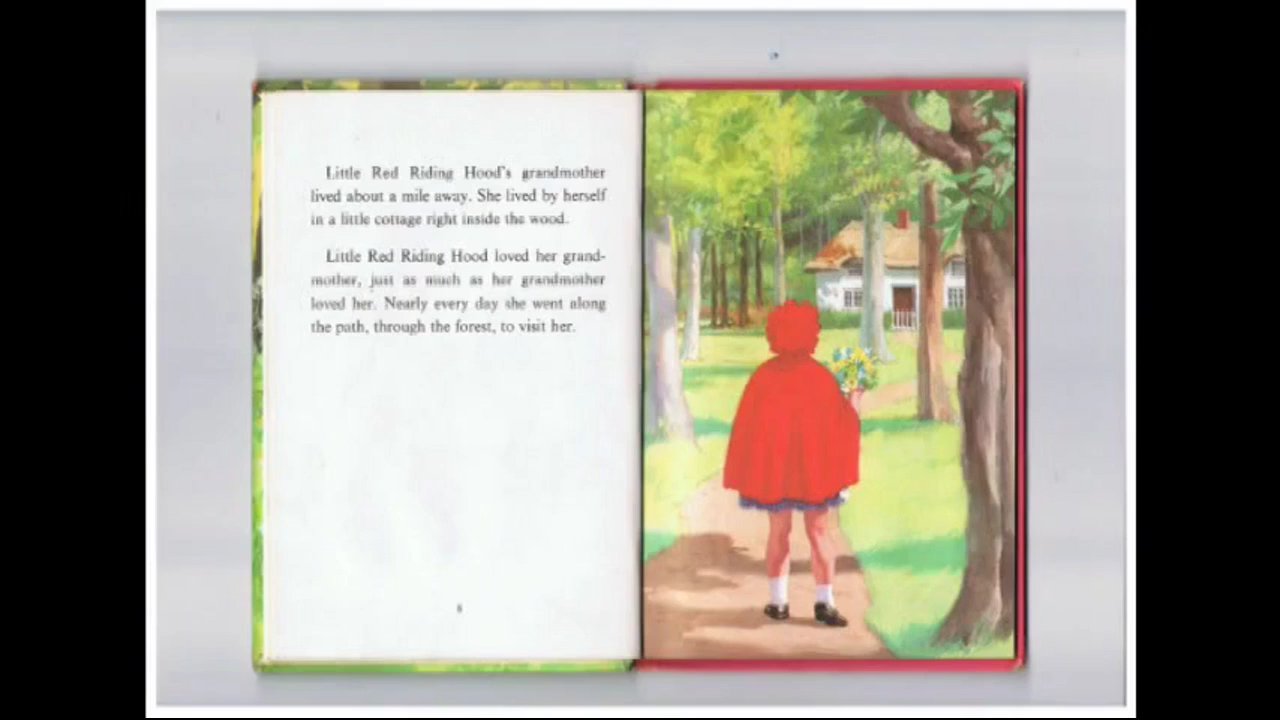 Little Red Riding Hood's grandmother
lived about a mile away. She lived by herself
in a little cottage right inside the wood.
Little Red Riding Hood loved her grand-
mother, just as much as her grandmother
loved her. Nearly every day she went along
the path, through the forest, to visit her.